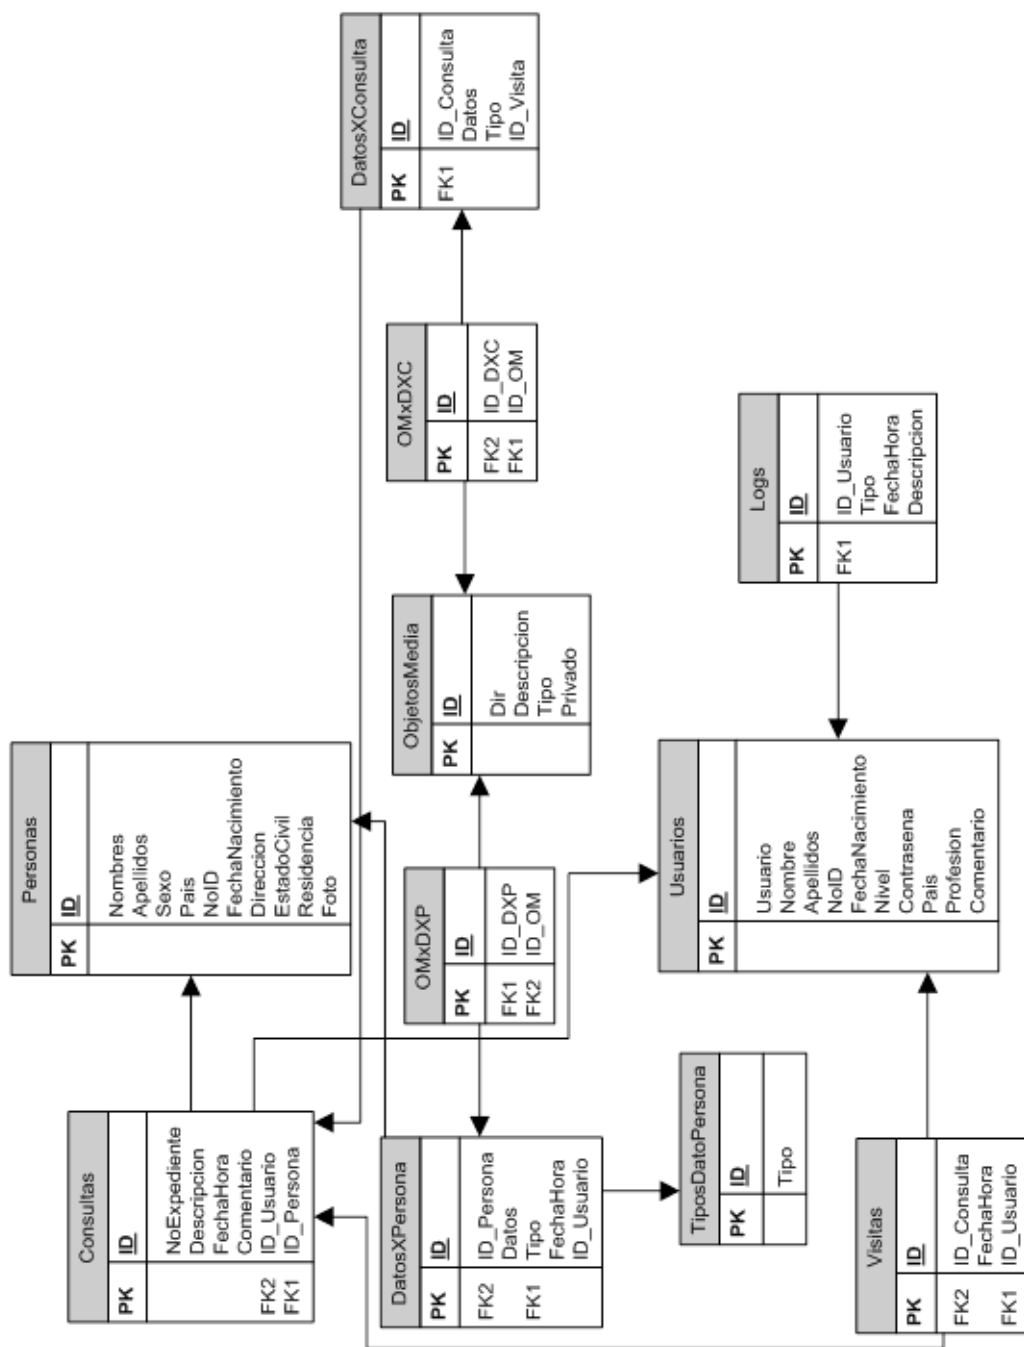 Consultas
PK ID
NoExpediente
Descripcion
FechaHora
Comentario
FK2 ID_Usuario
FK1 ID_Persona
Personas
PK ID
Nombres
Apellidos
Sexo
Pais
NoID
FechaNacimiento
Direccion
EstadoCivil
Residencia
Foto
DatosXConsulta
PK ID
FK1 ID_Consulta
Datos
Tipo
ID_Visita
DatosXPersona
PK ID
FK2 ID_Persona
Datos
FK1 Tipo
FechaHora
ID_Usuario
OMxDXP
PK ID
FK1 ID_DXP
FK2 ID_OM
ObjetosMedia
PK ID
Dir
Descripcion
Tipo
Privado
OMxDXC
PK ID
FK2 ID_DXC
FK1 ID_OM
TiposDatoPersona
PK ID
Tipo
Usuarios
PK ID
Usuario
Nombre
Apellidos
NoID
FechaNacimiento
Nivel
Contrasena
Pais
Profesion
Comentario
Logs
PK ID
FK1 ID_Usuario
Tipo
FechaHora
Descripcion
Visitas
PK ID
FK2 ID_Consulta
FechaHora
FK1 ID_Usuario